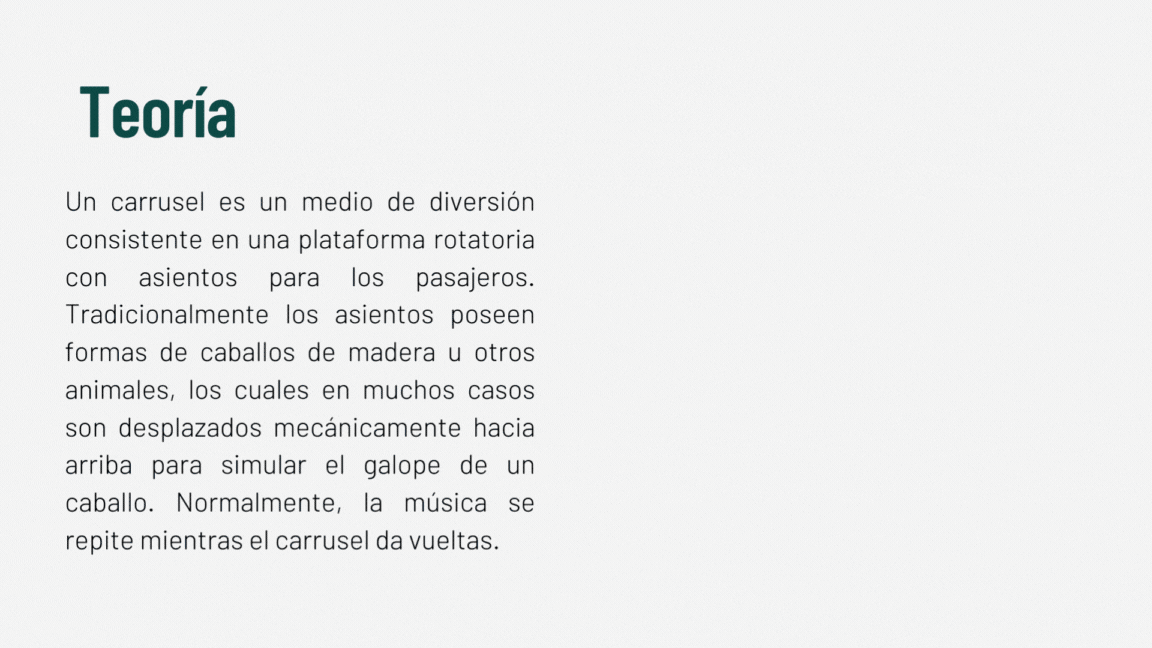 Teoría
Un carrusel es un medio de diversión
consistente en una plataforma rotatoria
con asientos para los pasajeros.
Tradicionalmente los asientos poseen
formas de caballos de madera u otros
animales, los cuales en muchos casos
son desplazados mecánicamente hacia
arriba para simular el galope de un
caballo. Normalmente, la música se
repite mientras el carrusel da vueltas.